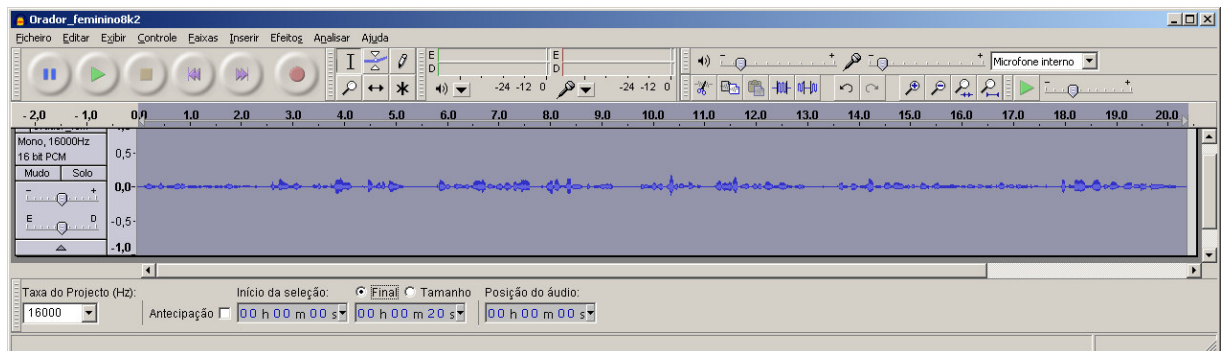 Orador_feminino8k2
Ficheiro Editar Exibir Controle Faixas Inserir Efeitos Analisar Ajuda
E
D
-24 -12 0
E
D
-24 -12 0
- + - + Microfone interno
- +
- 2,0 - 1,0 0,0 1.0 2.0 3.0 4.0 5.0 6.0 7.0 8.0 9.0 10.0 11.0 12.0 13.0 14.0 15.0 16.0 17.0 18.0 19.0 20.0
Mono, 16000Hz
16 bit PCM
Mudo Solo
- +
E D
0,5-
0,0-
-0,5-
-1,0
Taxa do Projecto (Hz): Início da seleção: Final Tamanho Posição do áudio:
16000 Antecipação 00 h 00 m 00 s 00 h 00 m 20 s 00 h 00 m 00 s